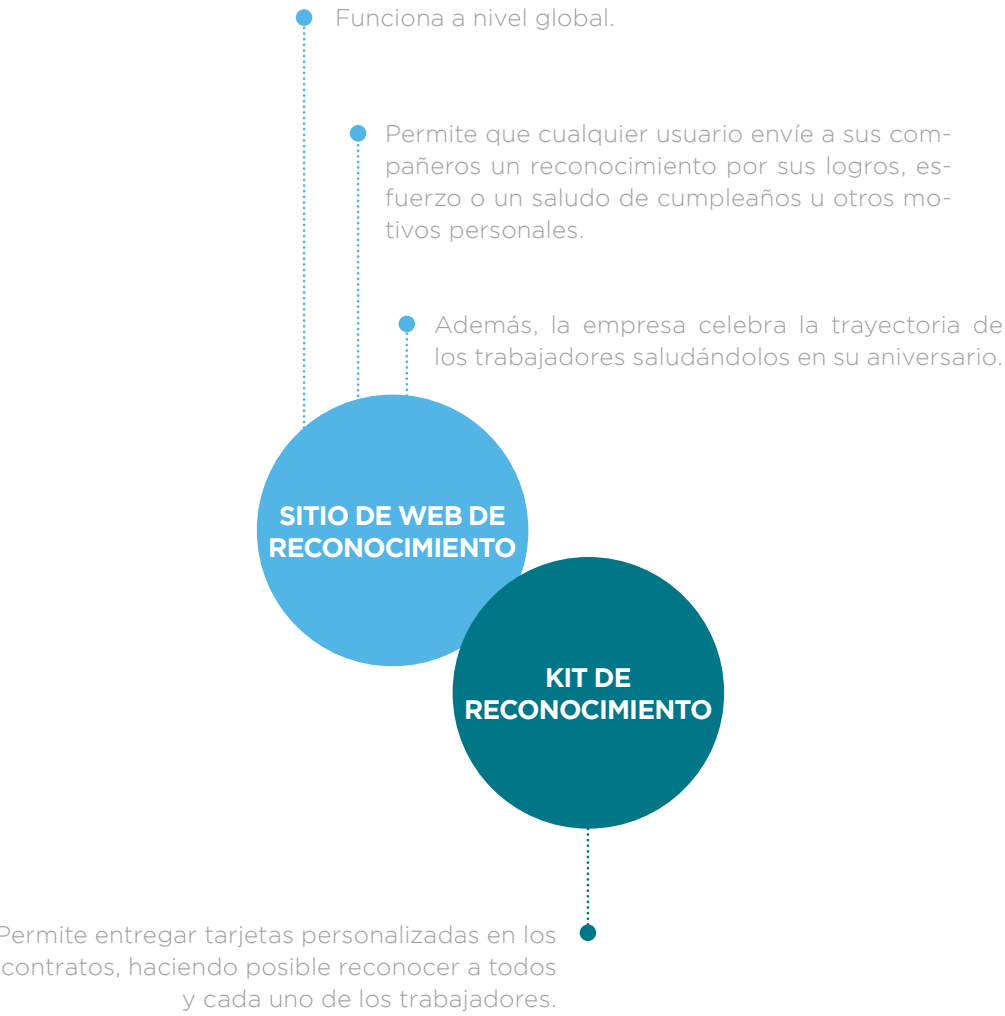 Funciona a nivel global.
Permite que cualquier usuario envíe a sus com-
pañeros un reconocimiento por sus logros, es-
fuerzo o un saludo de cumpleaños u otros mo-
tivos personales.
Además, la empresa celebra la trayectoria de
los trabajadores saludándolos en su aniversario.
SITIO DE WEB DE
RECONOCIMIENTO
KIT DE
RECONOCIMIENTO
Permite entregar tarjetas personalizadas en los
contratos, haciendo posible reconocer a todos
y cada uno de los trabajadores.